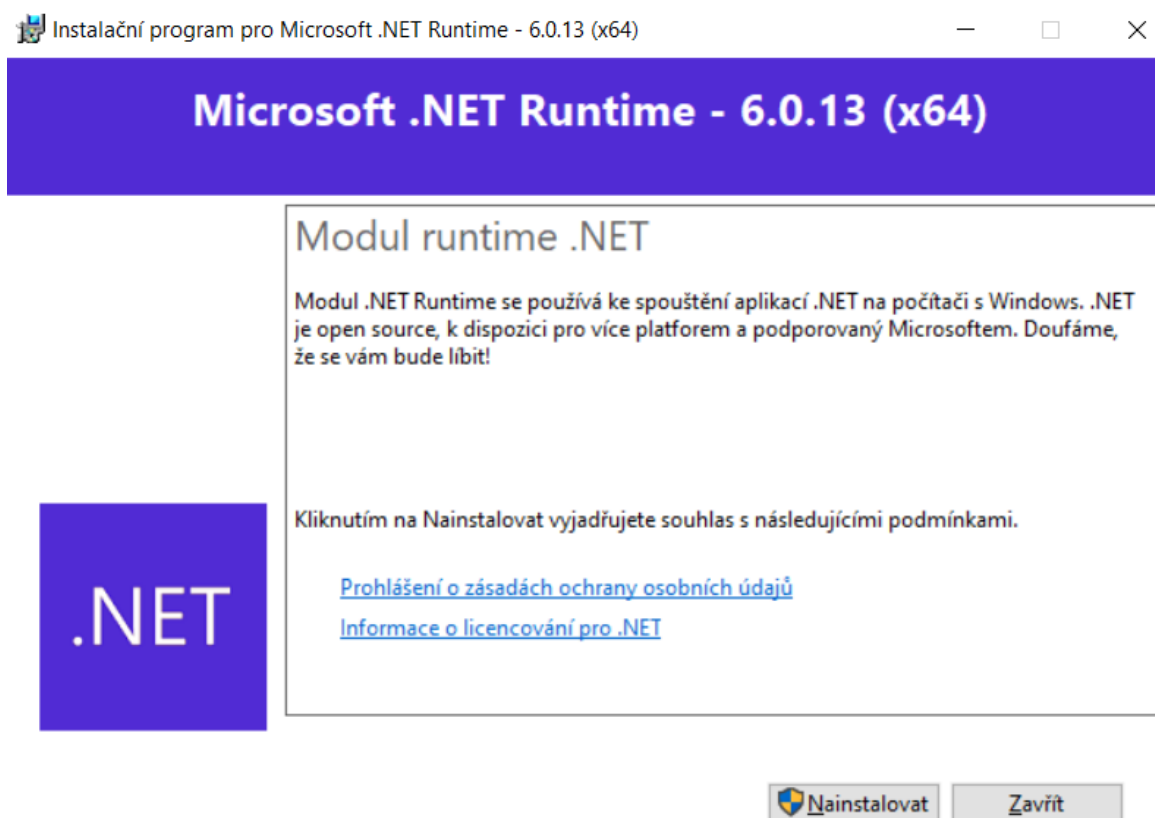 Instalační program pro Microsoft .NET Runtime - 6.0.13 (x64)
Microsoft .NET Runtime - 6.0.13 (x64)
Modul runtime .NET
Modul .NET Runtime se používá ke spouštění aplikací .NET na počítači s Windows. .NET
je open source, k dispozici pro více platforem a podporovaný Microsoftem. Doufáme,
že se vám bude líbit!
Kliknutím na Nainstalovat vyjadřujete souhlas s následujícími podmínkami.
Prohlášení o zásadách ochrany osobních údajů
Informace o licencování pro .NET
.NET
Nainstalovat
Zavřít